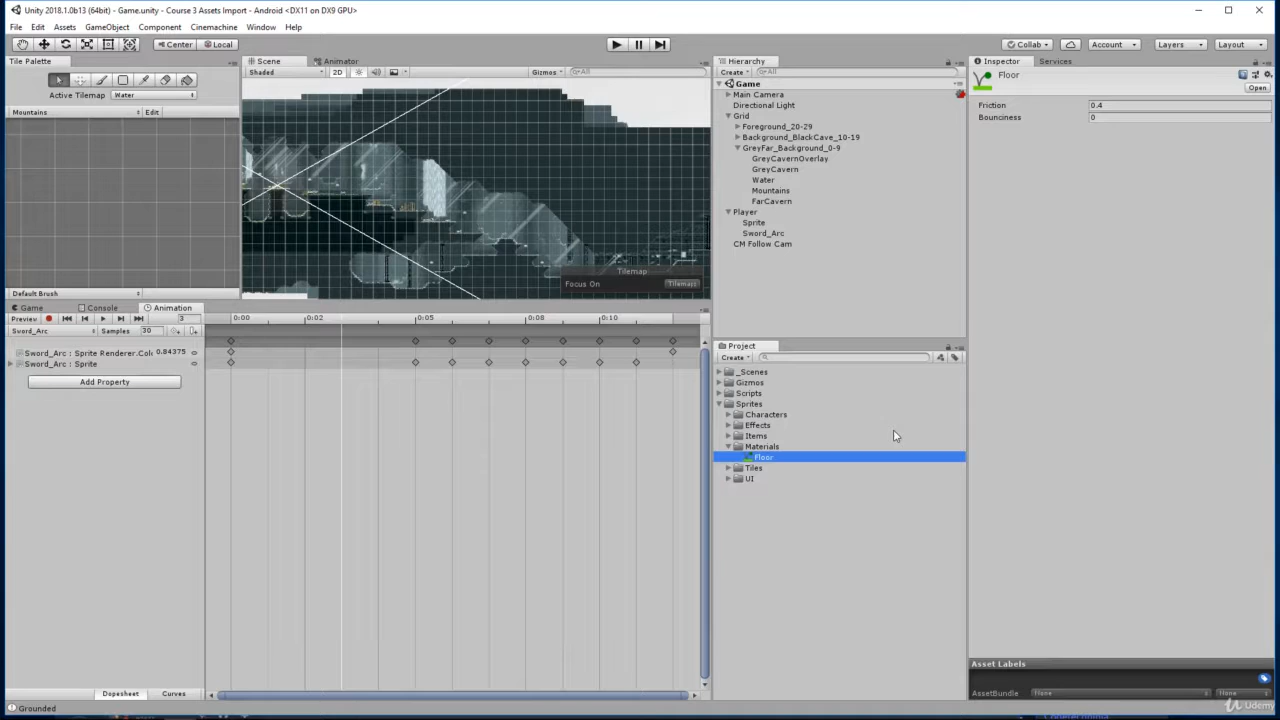 Unity 2018.1.0b13 (64bit) - Game.unity - Course 3 Assets Import - Android <DX11 on DX9 GPU>
File Edit Assets GameObject Component Cinemachine Window Help
Center Local Collab Account Layers Layout
Tile Palette Scene Animator Hierarchy Inspector Services
Shaded 2D Gizmos All Create All Floor
Open
Active Tilemap Water
Mountains Edit
Default Brush
Game
Main Camera
Directional Light
Grid
Foreground_20-29
Background_BlackCave_10-19
GreyFar_Background_0-9
GreyCavernOverlay
GreyCavern
Water
Mountains
FarCavern
Player
Sprite
Sword_Arc
CM Follow Cam
Friction 0.4
Bounciness 0
Tilemap
Focus On Tilemap
Game Console Animation
Preview 3 0:00 0:02 0:05 0:08 0:10
Sword_Arc Samples 30
Sword_Arc : Sprite Renderer.Colo 0.84375
Sword_Arc : Sprite
Add Property
Dopesheet Curves
Project
Create
_Scenes
Gizmos
Scripts
Sprites
Characters
Effects
Items
Materials
Floor
Tiles
UI
Asset Labels
AssetBundle None None
Grounded
Udemy